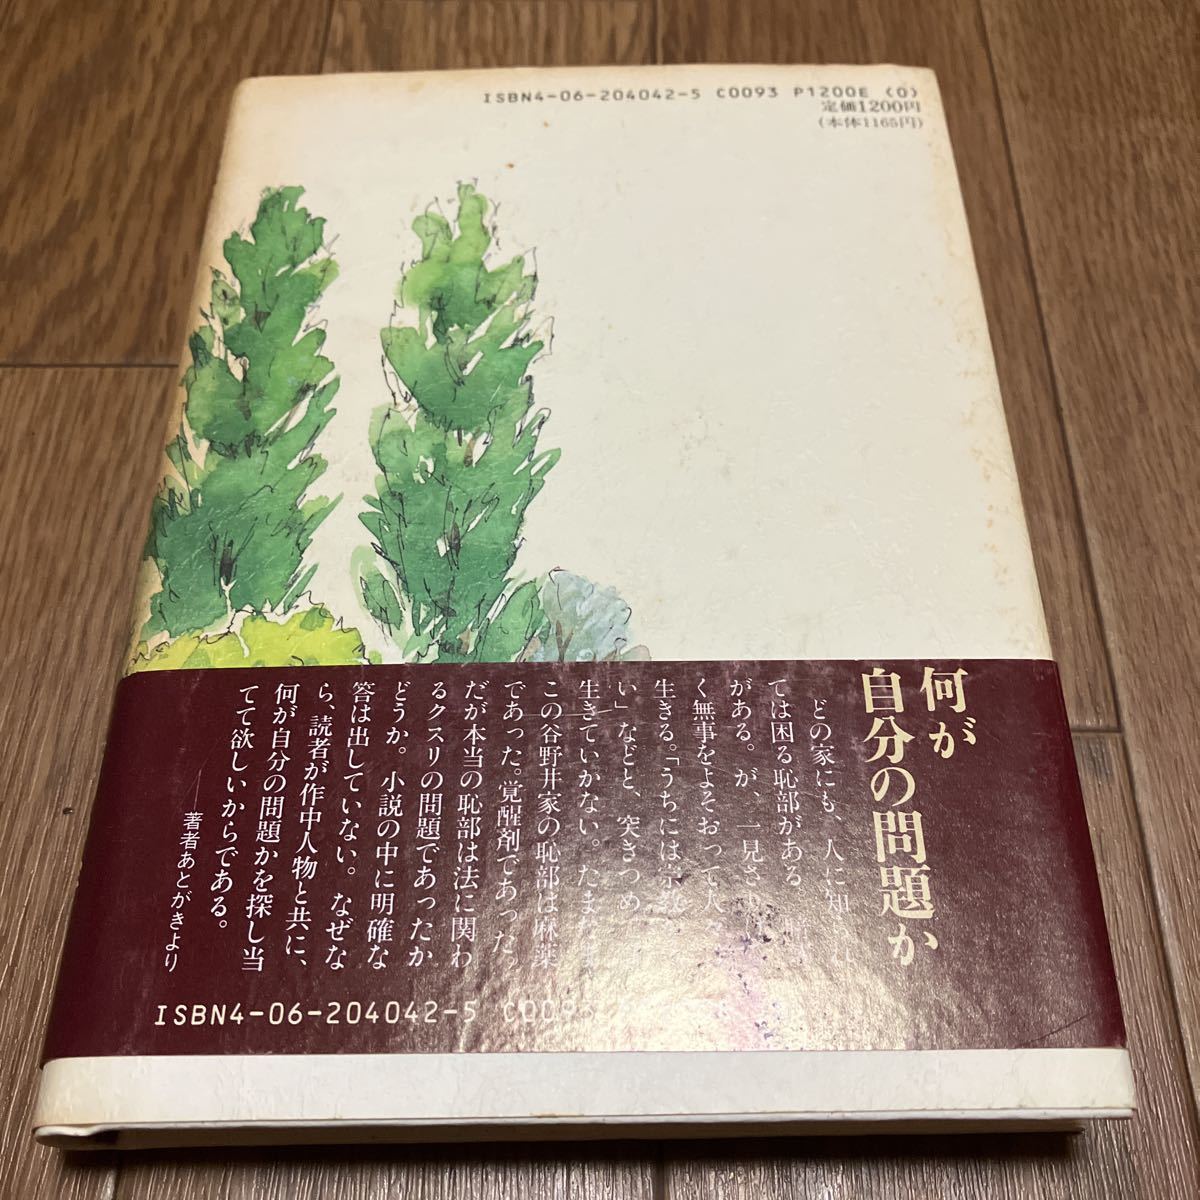 ISBN4-06-204042-5 C0093 P1200E (0)
定価1200円
(本体1165円)
何が
自分の問題か
どの家にも、人に知
ては困る恥部がある
がある。が、一見さ
く無事をよそおって人
生きる。「うちには宗教
い」などと、突きつめ
生きていかない。たまたま
この谷野井家の恥部は麻薬
であった。覚醒剤であった。
だが本当の恥部は法に関わ
るクスリの問題であったか
どうか。小説の中に明確な
答は出していない。なぜな
ら、読者が作中人物と共に、
何が自分の問題かを探し当
てて欲しいからである。
著者あとがきより
ISBN4-06-204042-5 C0093